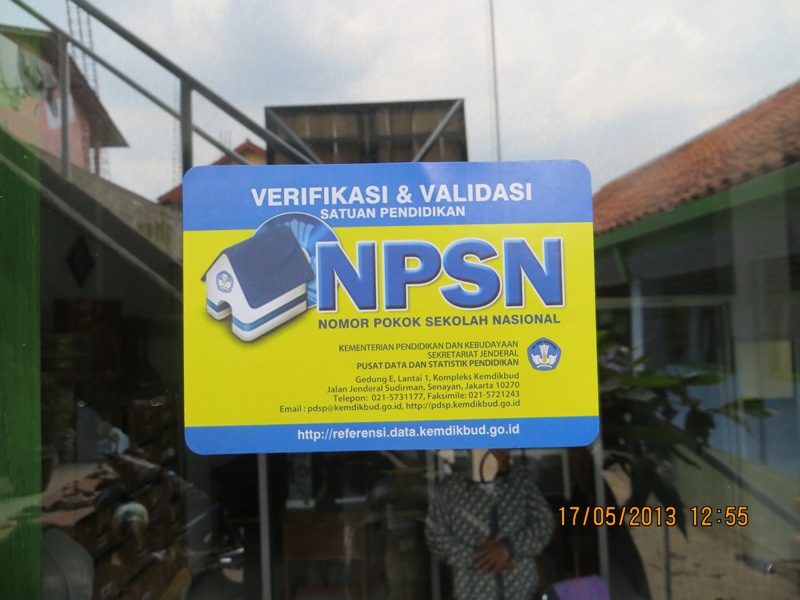 VERIFIKASI & VALIDASI
SATUAN PENDIDIKAN
NPSN
NOMOR POKOK SEKOLAH NASIONAL
KEMENTERIAN PENDIDIKAN DAN KEBUDAYAAN
SEKRETARIAT JENDERAL
PUSAT DATA DAN STATISTIK PENDIDIKAN
Gedung E, Lantai 1, Kompleks Kemdikbud
Jalan Jenderal Sudirman, Senayan, Jakarta 10270
Telepon: 021-5731177, Faksimile: 021-5721243
Email : pdsp@kemdikbud.go.id, http://pdsp.kemdikbud.go.id
http://referensi.data.kemdikbud.go.id
17/05/2013 12:55